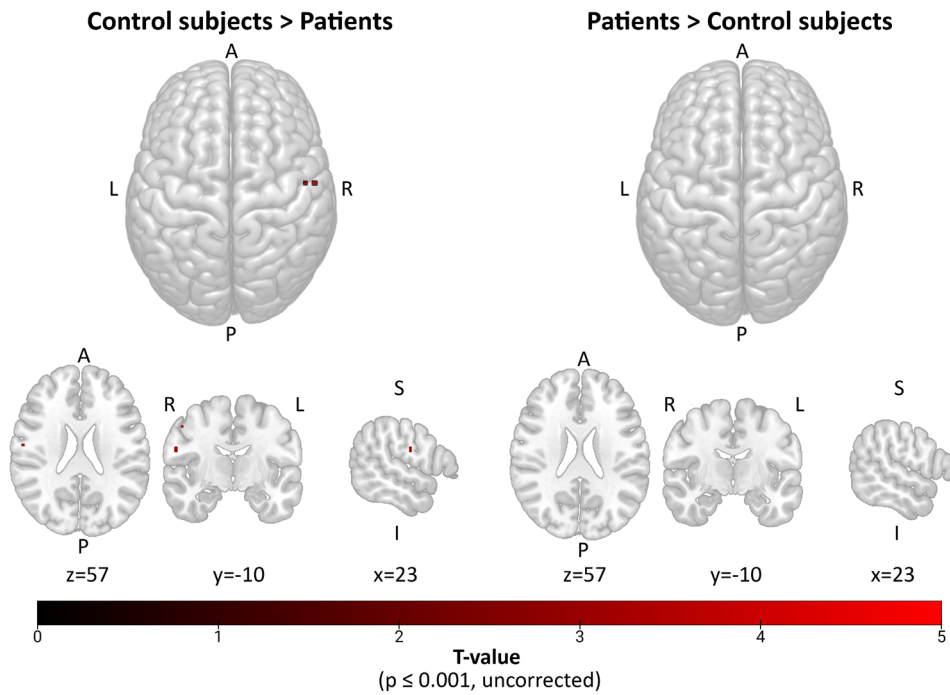 Control subjects > Patients
Patients > Control subjects
A
A
L
R
L
R
P
P
A
R
L
S
A
R
L
S
P
I
P
I
z=57
y=-10
x=23
z=57
y=-10
x=23
0
1
2
3
4
5
T-value
(p ≤ 0.001, uncorrected)